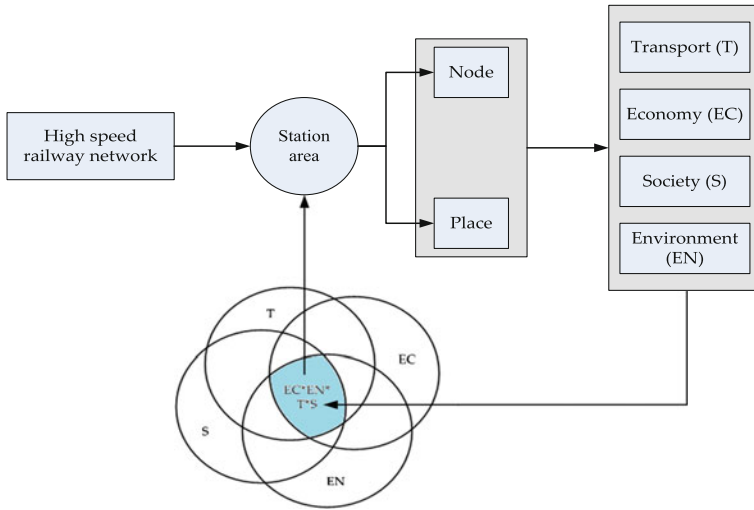 High speed
railway network
Station
area
Node
Place
Transport (T)
Economy (EC)
Society (S)
Environment
(EN)
T
EC
EC*EN*
T*S
S
EN